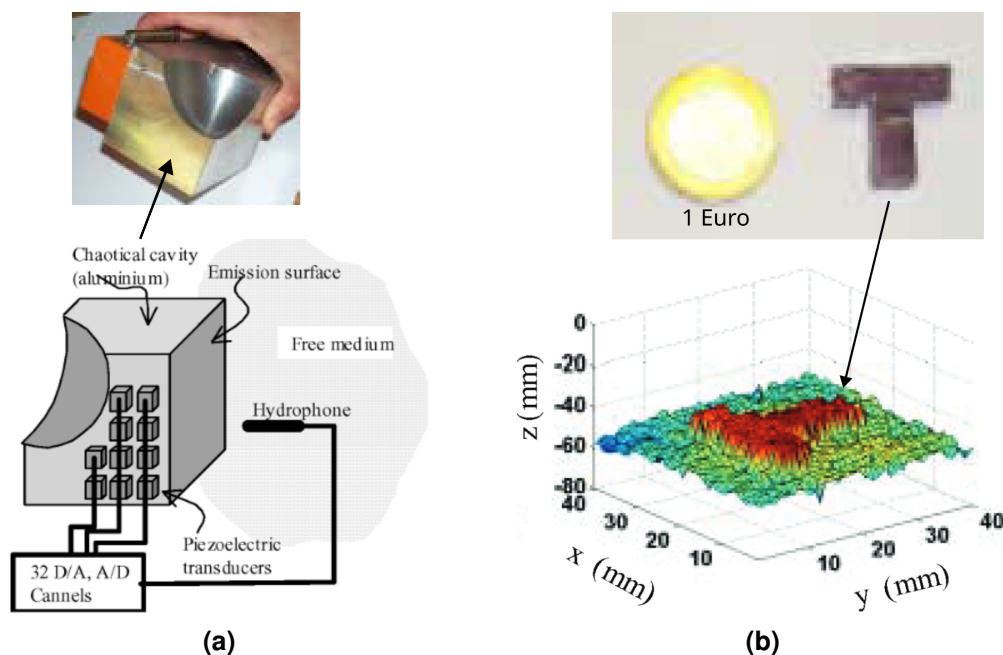 Chaotical cavity
(aluminium)
Emission surface
Free medium
Hydrophone
Piezoelectric
transducers
32 D/A, A/D
Cannels
(a)
1 Euro
z (mm)
0
-20
-40
-60
-80
40
30
20
10
x (mm)
10
20
30
40
y (mm)
(b)